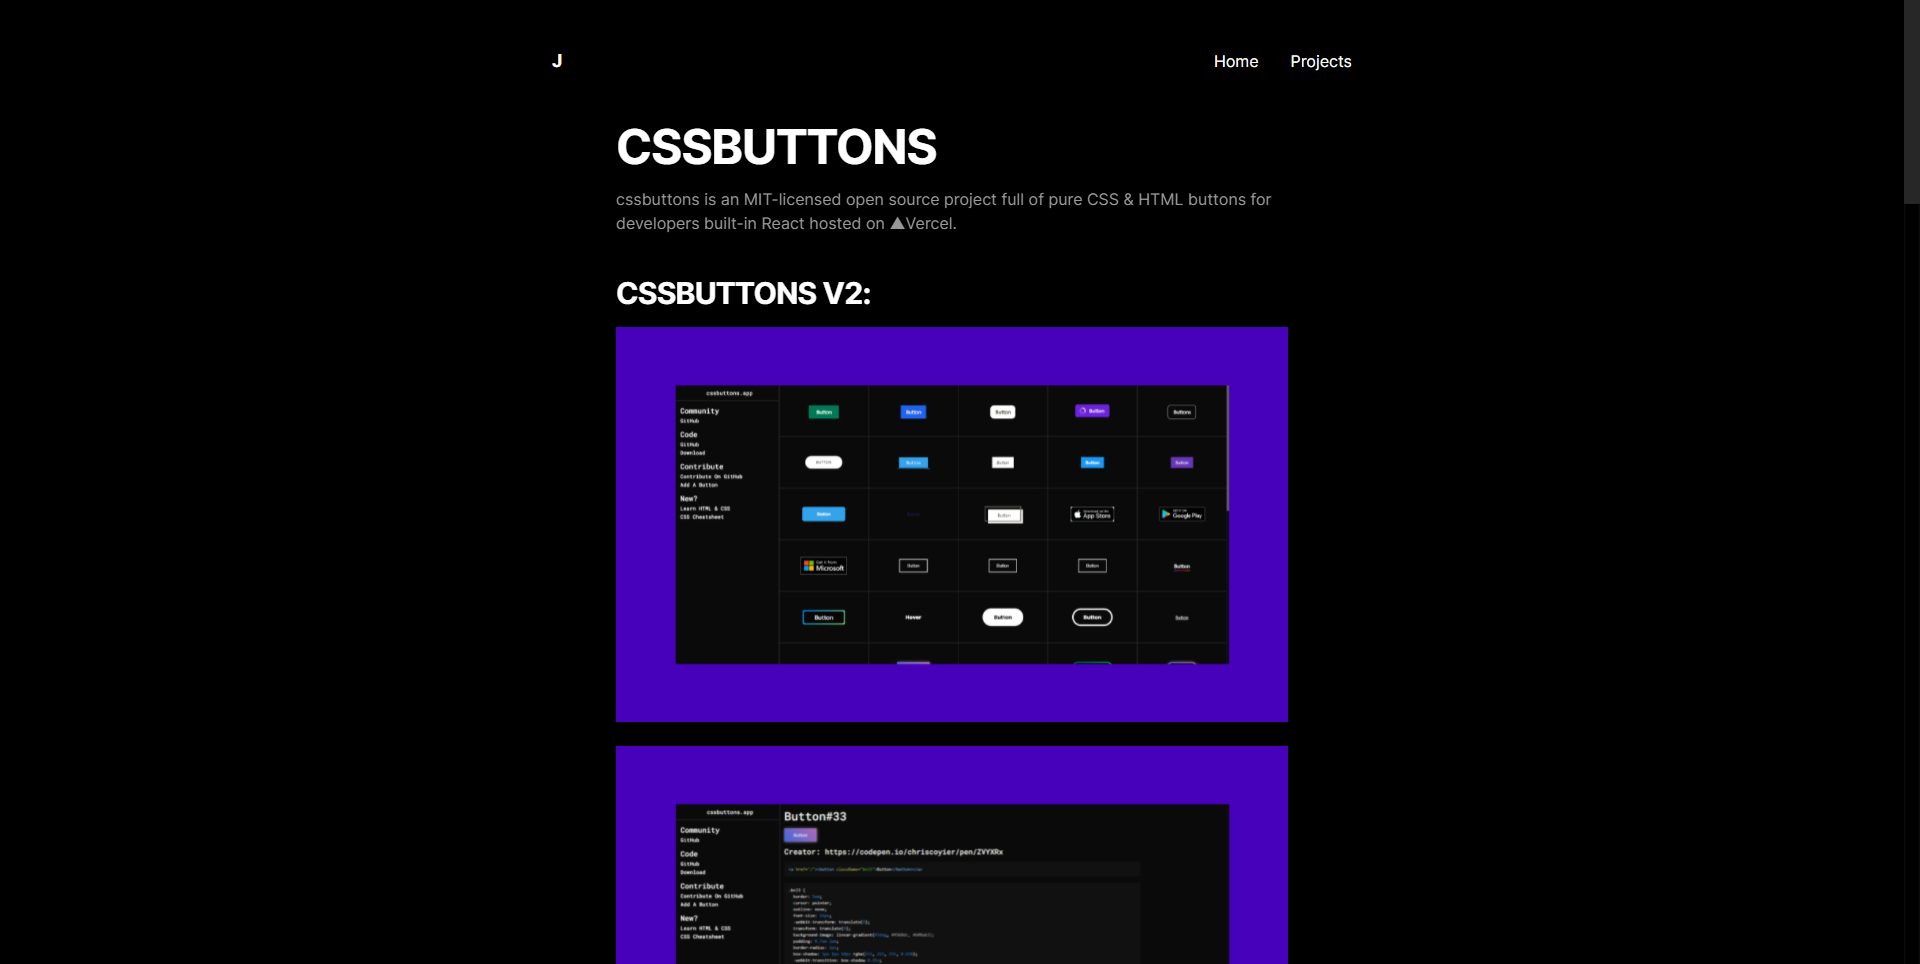 J
Home Projects
CSSBUTTONS
cssbuttons is an MIT-licensed open source project full of pure CSS & HTML buttons for
developers built-in React hosted on ▲Vercel.
CSSBUTTONS V2:
cssbuttons.app
Community
GitHub
Code
GitHub
Download
Contribute
Contribute On GitHub
Add A Button
New?
Learn HTML & CSS
CSS Cheatsheet
Button Button Button Button Buttons
BUTTON Button Button Button Button
Button Button App Store Google Play
Microsoft Button Button Button Button
Button Hover Button Button Button
cssbuttons.app
Community
GitHub
Code
GitHub
Download
Contribute
Contribute On GitHub
Add A Button
New?
Learn HTML & CSS
CSS Cheatsheet
Button#33
Button
Creator: https://codepen.io/chriscoyier/pen/ZVYXRx
cursor: pointer;
outline: none;